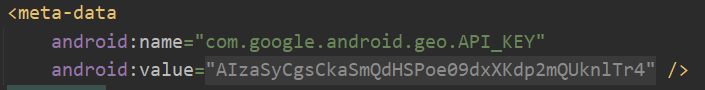 <meta-data
android:name="com.google.android.geo.API_KEY"
android:value="AIzaSyCgsCkaSmQdHSPoe09dxXKdp2mQUknlTr4" />